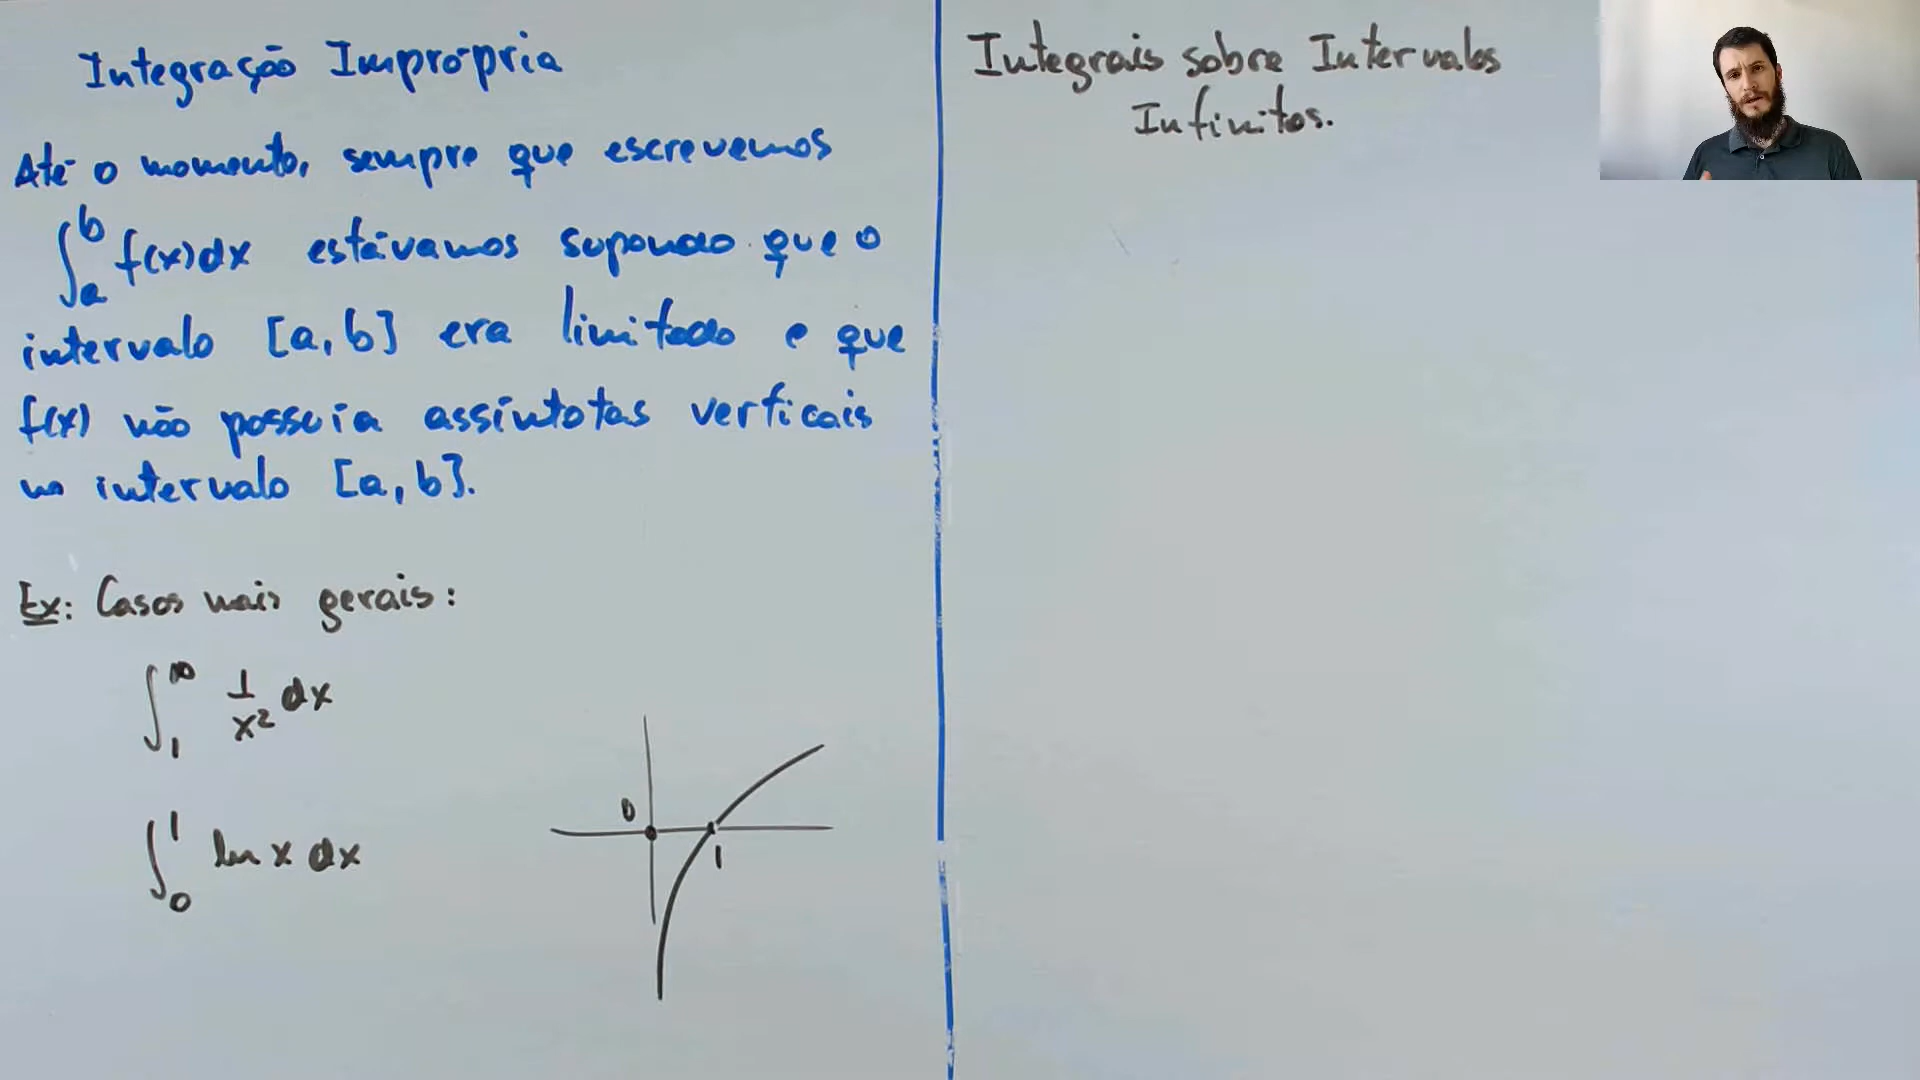 Integração Imprópria
Até o momento, sempre que escrevemos
∫_a^b f(x)dx estávamos supondo que o
intervalo [a, b] era limitado e que
f(x) não possuía assíntotas verticais
no intervalo [a, b].
Ex: Casos mais gerais:
∫_1^∞ 1/x² dx
∫_0^1 ln x dx
0
1
Integrais sobre Intervalos
Infinitos.